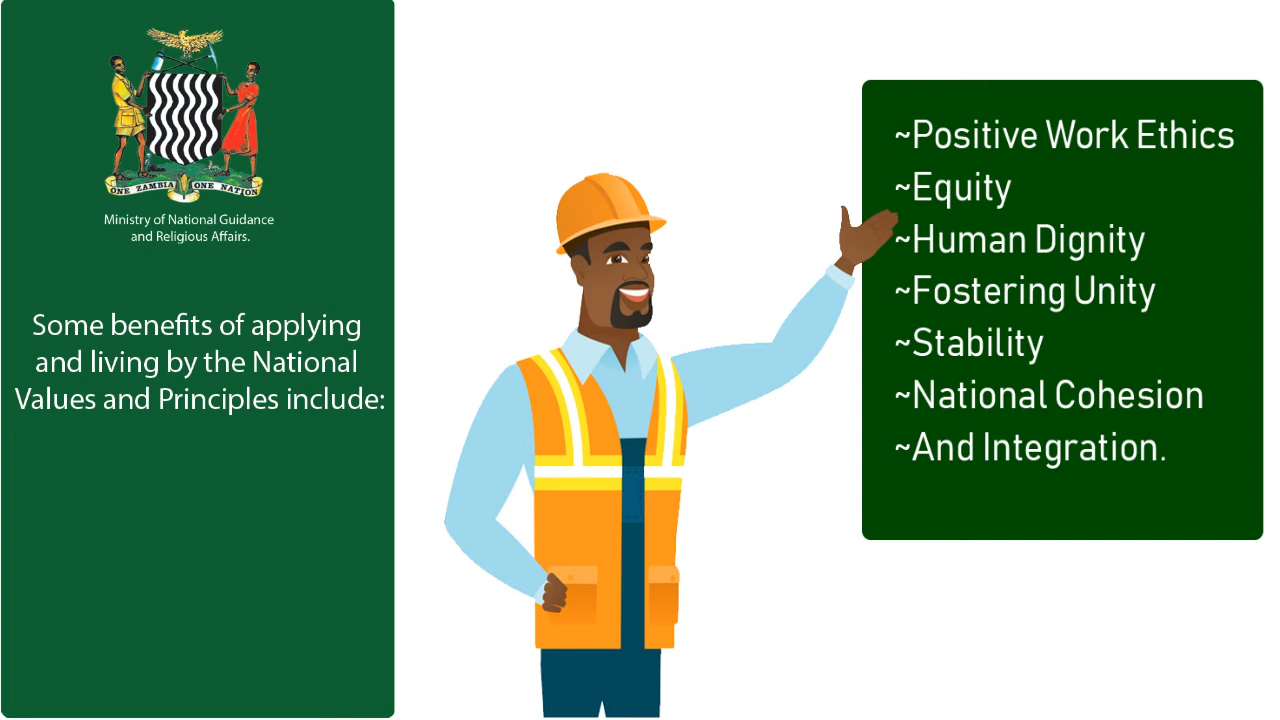 ONE ZAMBIA ONE NATION
Ministry of National Guidance
and Religious Affairs.
Some benefits of applying
and living by the National
Values and Principles include:
~Positive Work Ethics
~Equity
~Human Dignity
~Fostering Unity
~Stability
~National Cohesion
~And Integration.